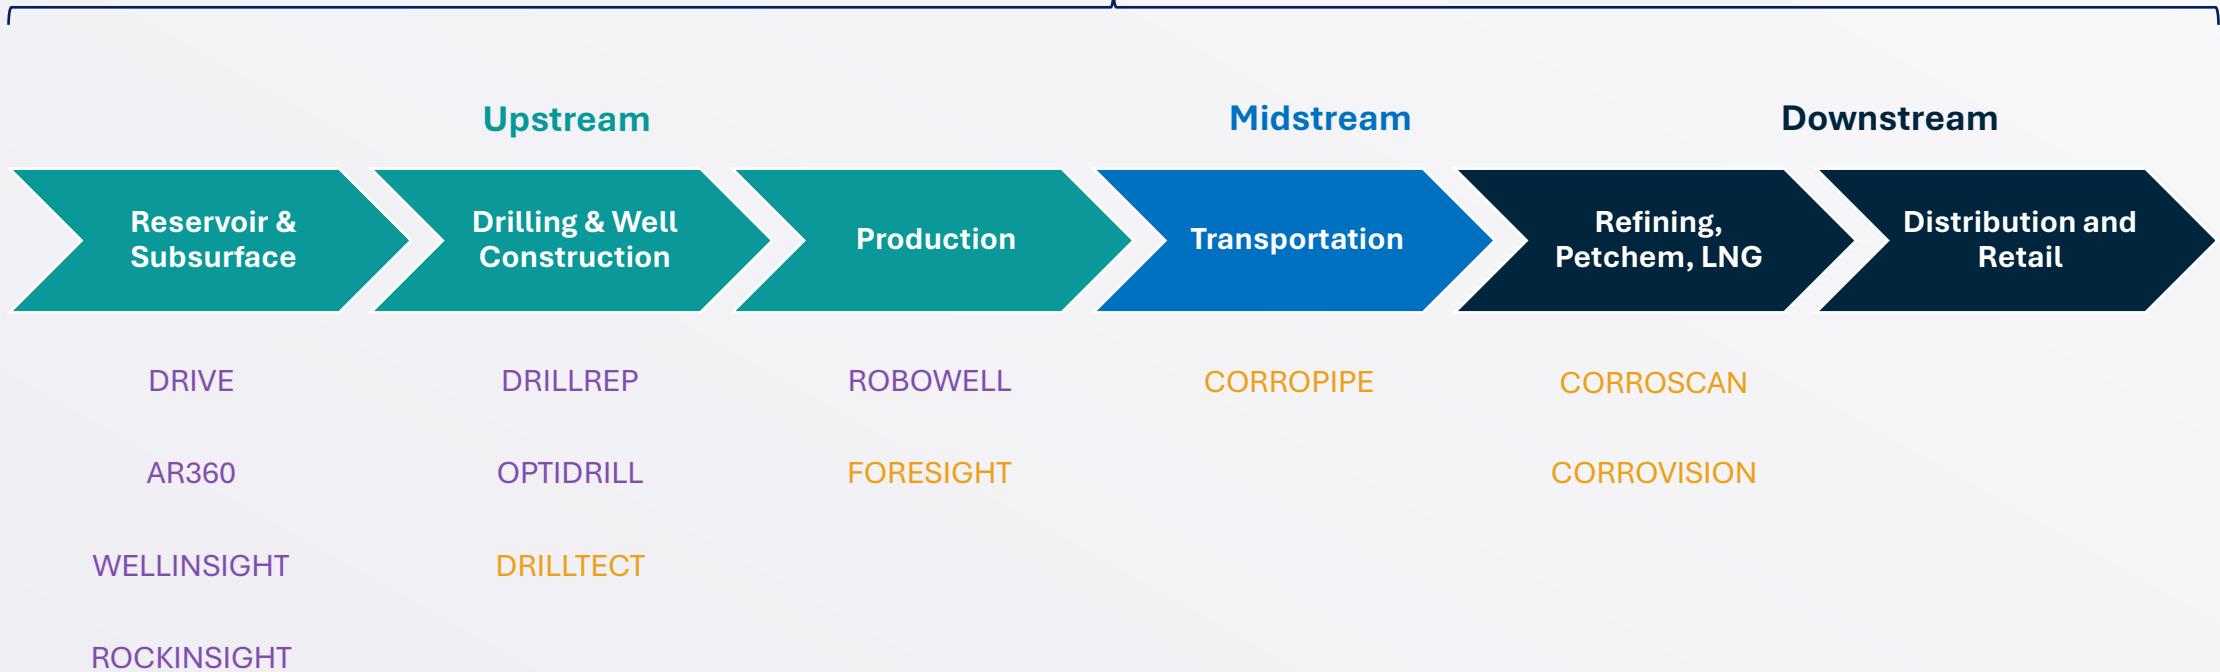 Upstream
Midstream
Downstream
Reservoir &
Subsurface
Drilling & Well
Construction
Production
Transportation
Refining,
Petchem, LNG
Distribution and
Retail
DRIVE
DRILLREP
ROBOWELL
CORROPIPE
CORROSCAN
AR360
OPTIDRILL
FORESIGHT
CORROVISION
WELLINSIGHT
DRILLTECT
ROCKINSIGHT